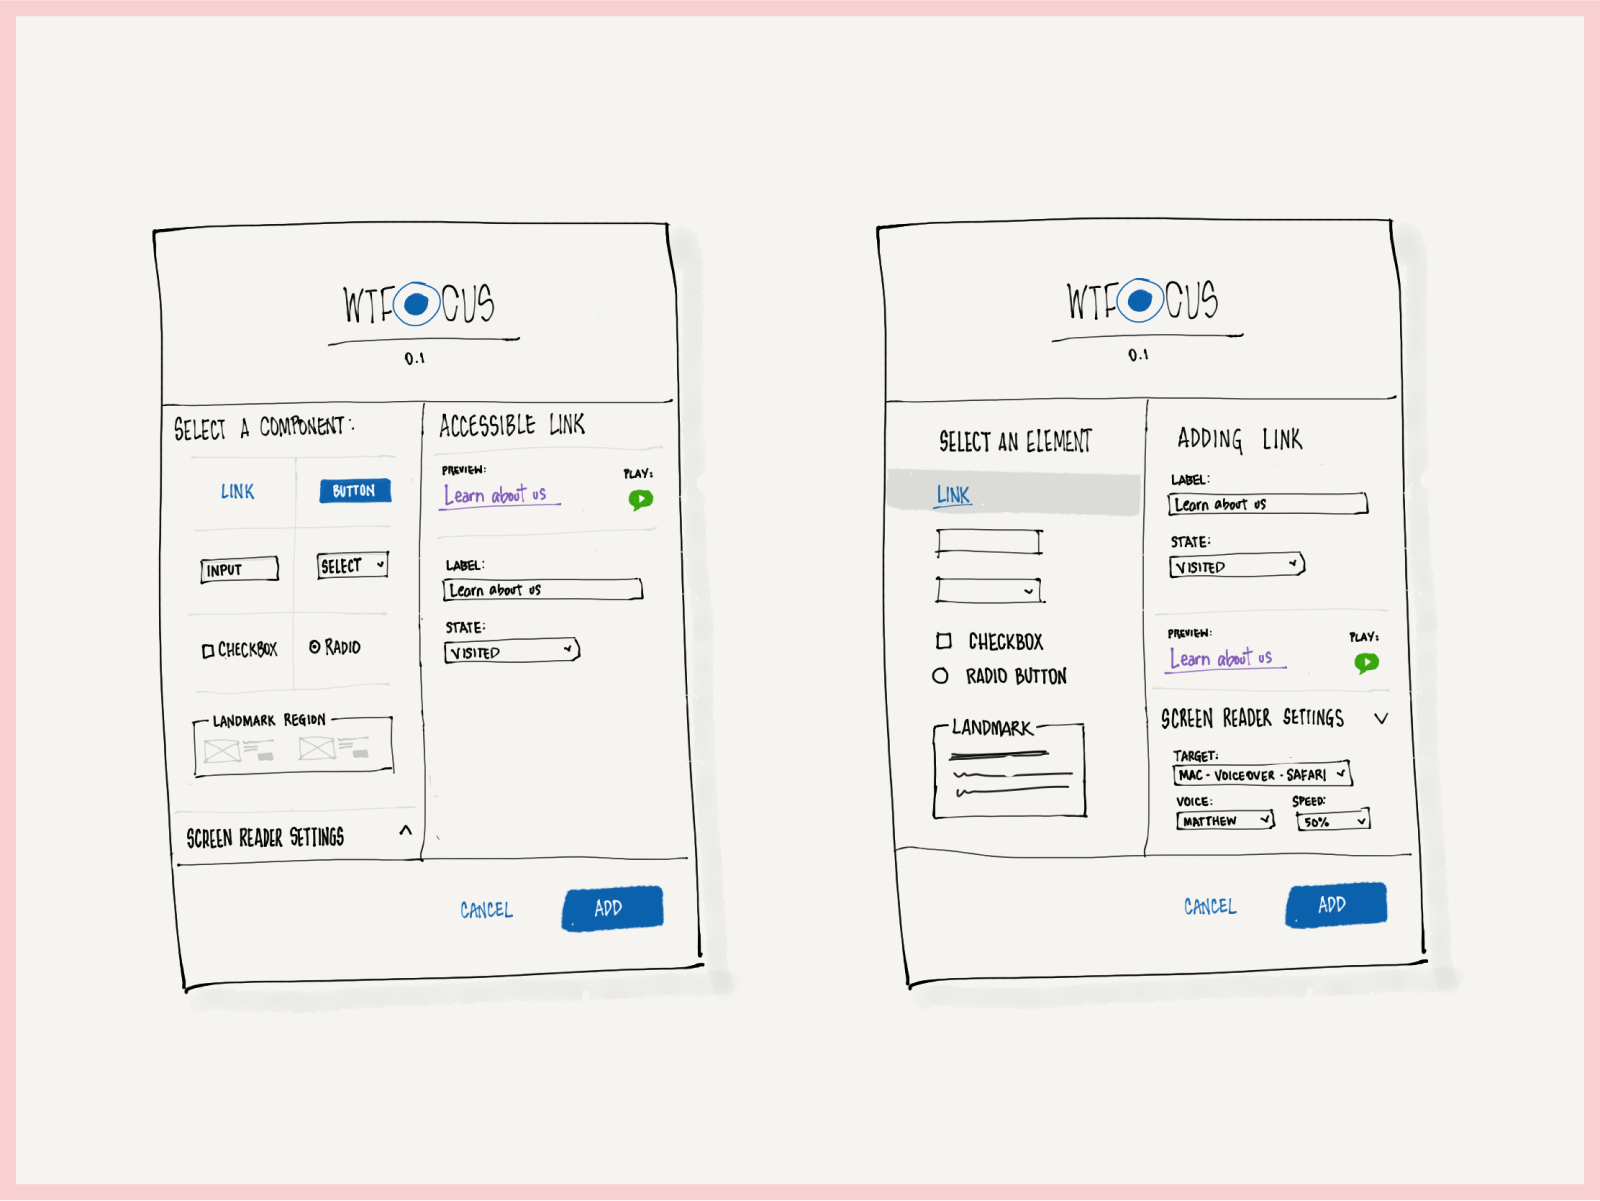 WTFOCUS
0.1
SELECT A COMPONENT:
LINK
BUTTON
INPUT
SELECT
CHECKBOX
RADIO
LANDMARK REGION
SCREEN READER SETTINGS
ACCESSIBLE LINK
PREVIEW:
PLAY:
Learn about us
LABEL:
Learn about us
STATE:
VISITED
CANCEL
ADD
WTFOCUS
0.1
SELECT AN ELEMENT
LINK
CHECKBOX
RADIO BUTTON
LANDMARK
ADDING LINK
LABEL:
Learn about us
STATE:
VISITED
PREVIEW:
PLAY:
Learn about us
SCREEN READER SETTINGS
TARGET:
MAC - VOICEOVER - SAFARI
VOICE:
SPEED:
MATTHEW
50%
CANCEL
ADD